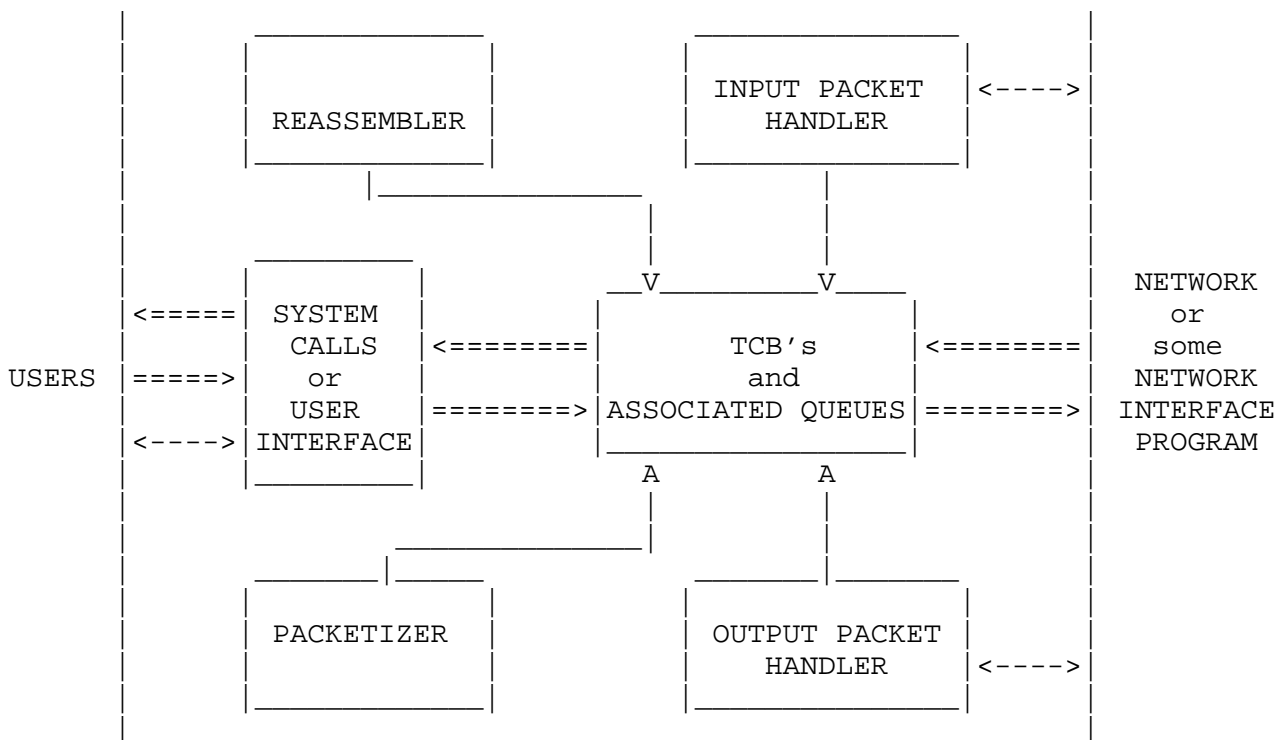 INPUT PACKET
HANDLER
REASSEMBLER
SYSTEM
CALLS
or
USER
INTERFACE
TCB's
and
ASSOCIATED QUEUES
USERS
NETWORK
or
some
NETWORK
INTERFACE
PROGRAM
PACKETIZER
OUTPUT PACKET
HANDLER